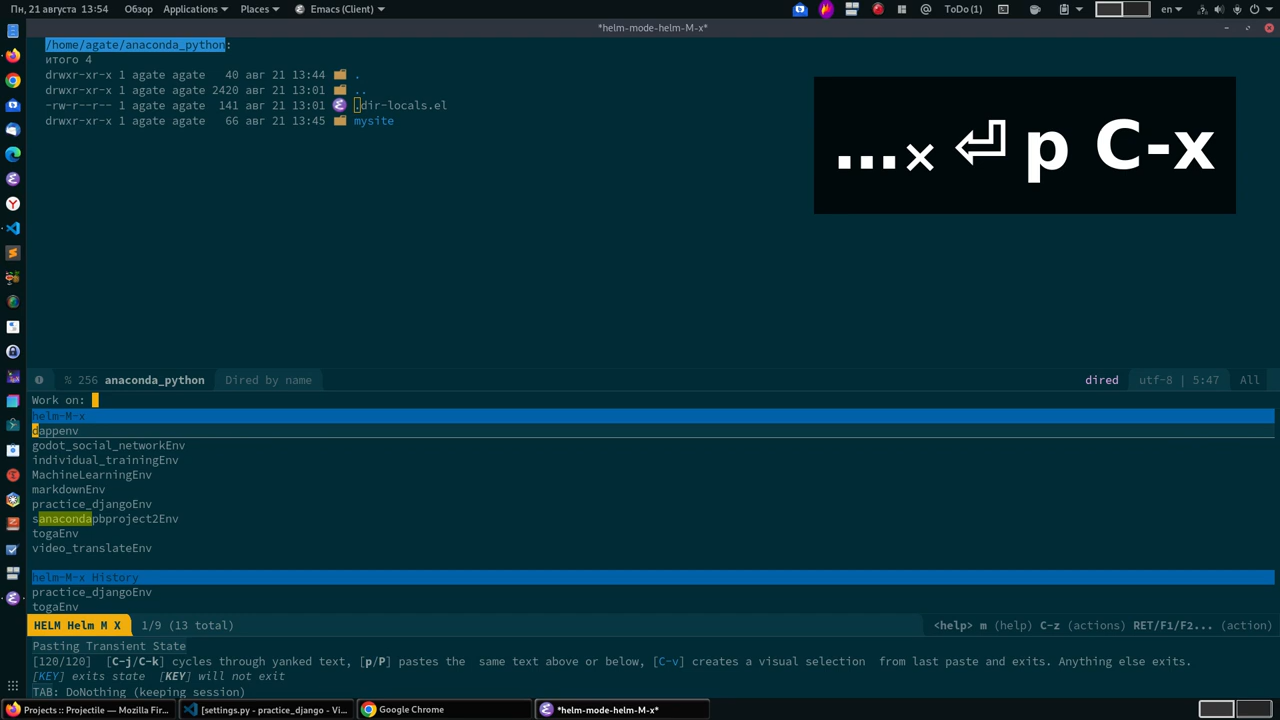 Пн, 21 августа 13:54 Обзор Applications Places Emacs (Client) ToDo (1) en
*helm-mode-helm-M-x*
/home/agate/anaconda_python:
итого 4
drwxr-xr-x 1 agate agate 40 авг 21 13:44 .
drwxr-xr-x 1 agate agate 2420 авг 21 13:01 ..
-rw-r--r-- 1 agate agate 141 авг 21 13:01 .dir-locals.el
drwxr-xr-x 1 agate agate 66 авг 21 13:45 mysite
...× ⏎ p C-x
% 256 anaconda_python Dired by name dired utf-8 | 5:47 All
Work on:
helm-M-x
dappenv
godot_social_networkEnv
individual_trainingEnv
MachineLearningEnv
markdownEnv
practice_djangoEnv
sanacondapbproject2Env
togaEnv
video_translateEnv
helm-M-x History
practice_djangoEnv
togaEnv
HELM Helm M X 1/9 (13 total) <help> m (help) C-z (actions) RET/F1/F2... (action)
Pasting Transient State
[120/120] [C-j/C-k] cycles through yanked text, [p/P] pastes the same text above or below, [C-v] creates a visual selection from last paste and exits. Anything else exits.
[KEY] exits state [KEY] will not exit
TAB: DoNothing (keeping session)
Projects :: Projectile — Mozilla Fir... [settings.py - practice_django - Vi... Google Chrome *helm-mode-helm-M-x*